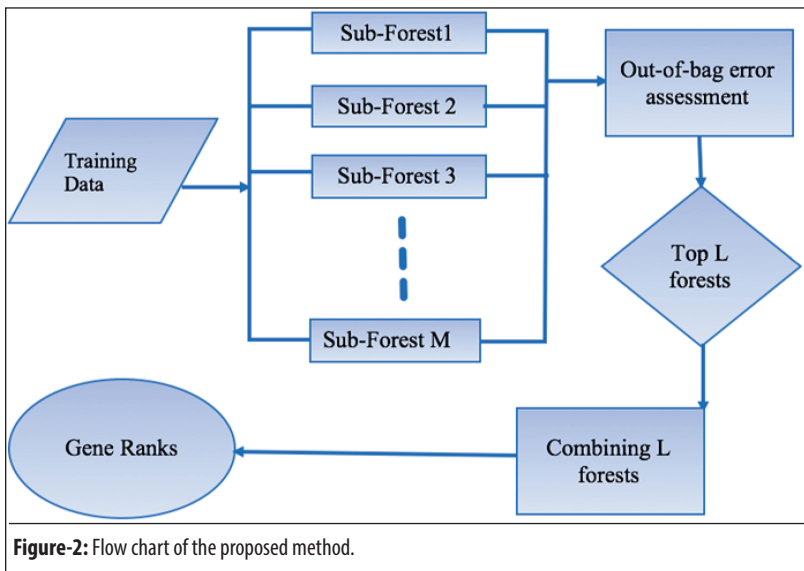 Sub-Forest1
Sub-Forest 2
Sub-Forest 3
Sub-Forest M
Training
Data
Out-of-bag error
assessment
Top L
forests
Combining L
forests
Gene Ranks
Figure-2: Flow chart of the proposed method.